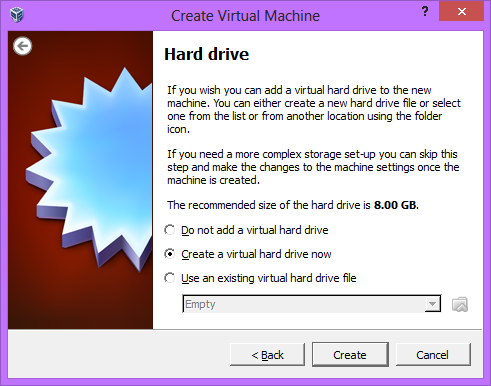 Create Virtual Machine
?
Hard drive
If you wish you can add a virtual hard drive to the new
machine. You can either create a new hard drive file or select
one from the list or from another location using the folder
icon.
If you need a more complex storage set-up you can skip this
step and make the changes to the machine settings once the
machine is created.
The recommended size of the hard drive is 8.00 GB.
Do not add a virtual hard drive
Create a virtual hard drive now
Use an existing virtual hard drive file
Empty
< Back
Create
Cancel